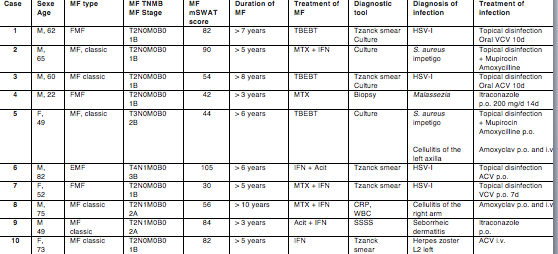 Case Sexe Age MF type MF TNMB MF Stage MF mSWAT score Duration of MF Treatment of MF Diagnostic tool Diagnosis of infection Treatment of infection
1 M, 62 FMF T2N0M0B0 1B 82 > 7 years TBEBT Tzanck smear Culture HSV-I Topical disinfection Oral VCV 10d
2 M, 65 MF, classic T2N0M0B0 1B 90 > 5 years MTX + IFN Culture S. aureus impetigo Topical disinfection + Mupirocin Amoxycilline
3 M, 60 MF, classic T2N0M0B0 1B 54 > 8 years TBEBT Tzanck smear Culture HSV-I Topical disinfection Oral ACV 10d
4 M, 22 FMF T2N0M0B0 1B 42 > 3 years MTX Biopsy Malassezia Itraconazole p.o. 200 mg/d 14d
5 F, 49 MF, classic T3N0M0B0 2B 44 > 6 years TBEBT Culture S. aureus impetigo Topical disinfection + Mupirocin Amoxycilline p.o.
Cellulitis of the left axilla Amoxyclav p.o. and i.v
6 M, 82 EMF T4N1M0B0 3B 105 > 6 years IFN + Acit Tzanck smear HSV-I Topical disinfection ACV p.o.
7 F, 52 FMF T2N0M0B0 1B 30 > 5 years MTX + IFN Tzanck smear HSV-I Topical disinfection VCV p.o. 7d
8 M, 75 MF classic T2N1M0B0 2A 56 > 10 years MTX + IFN CRP, WBC Cellulitis of the right arm Amoxyclav p.o. and i.v.
9 M 49 MF classic T2N1M0B0 2A 84 > 3 years Acit + IFN SSSS Seborrheic dermatitis Itraconazole p.o.
10 F, 73 MF classic T2N0M0B0 1B 82 > 5 years IFN Tzanck smear Herpes zoster L2 left ACV i.v.